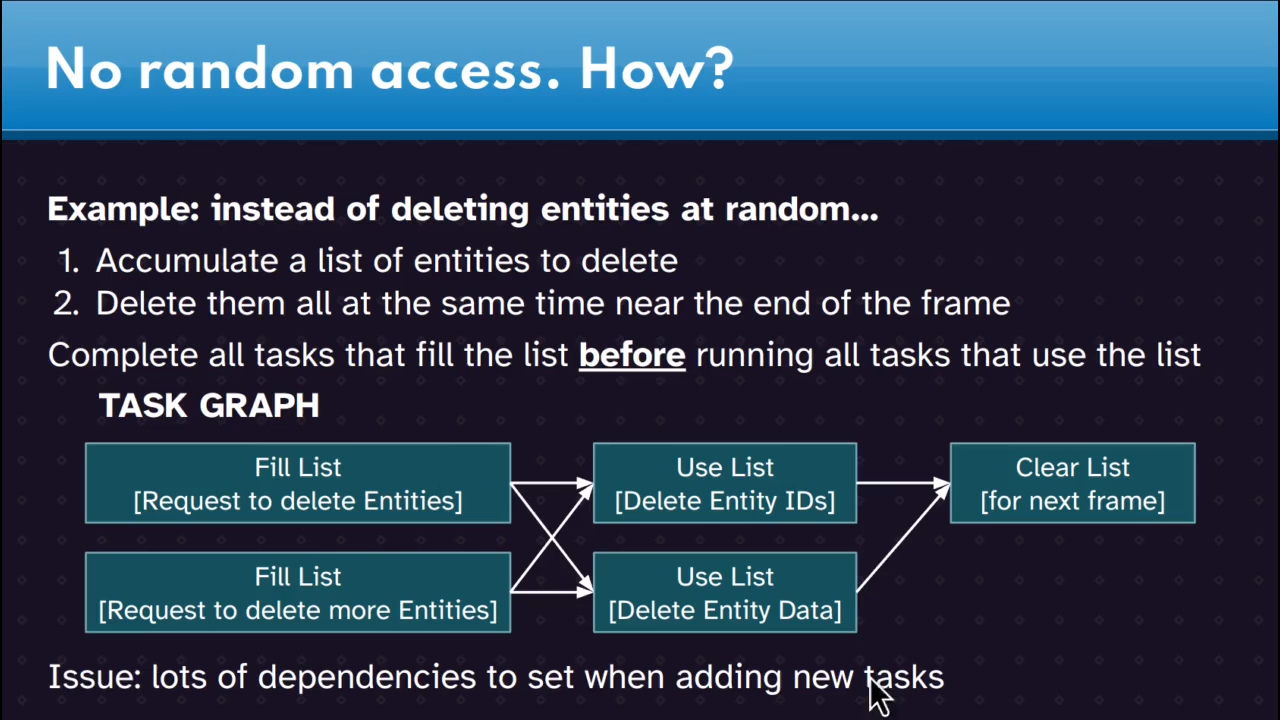 No random access. How?
Example: instead of deleting entities at random...
1. Accumulate a list of entities to delete
2. Delete them all at the same time near the end of the frame
Complete all tasks that fill the list before running all tasks that use the list
TASK GRAPH
Fill List
[Request to delete Entities]
Use List
[Delete Entity IDs]
Clear List
[for next frame]
Fill List
[Request to delete more Entities]
Use List
[Delete Entity Data]
Issue: lots of dependencies to set when adding new tasks